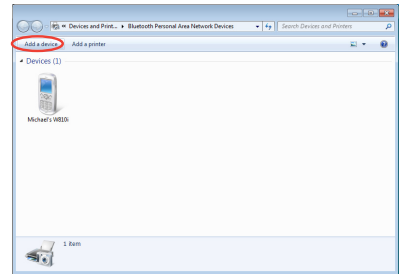 « Devices and Print... ▸ Bluetooth Personal Area Network Devices Search Devices and Printers
Add a device Add a printer
Devices (1)
Michael's W810i
1 item